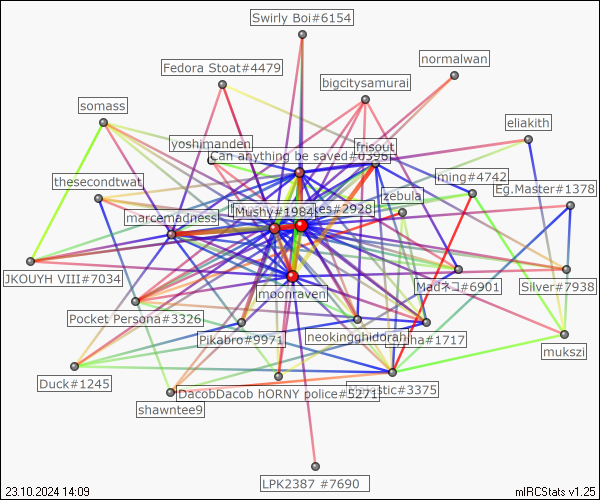 Swirly Boi#6154
normalwan
Fedora Stoat#4479
bigcitysamurai
somass
eliakith
yoshimanden
frisout
Can anything be saved#0396
ming#4742
thesecondtwat
Eg.Master#1378
zebula
Mushy#1984
es#2928
marcemadness
JKOUYH VIII#7034
Madネコ#6901
Silver#7938
moonraven
Pocket Persona#3326
Pikabro#9971
neokingghidorah
ha#1717
mukszi
Duck#1245
DacobDacob hORNY police#5271
stic#3375
shawntee9
LPK2387 #7690
23.10.2024 14:09
mIRCStats v1.25